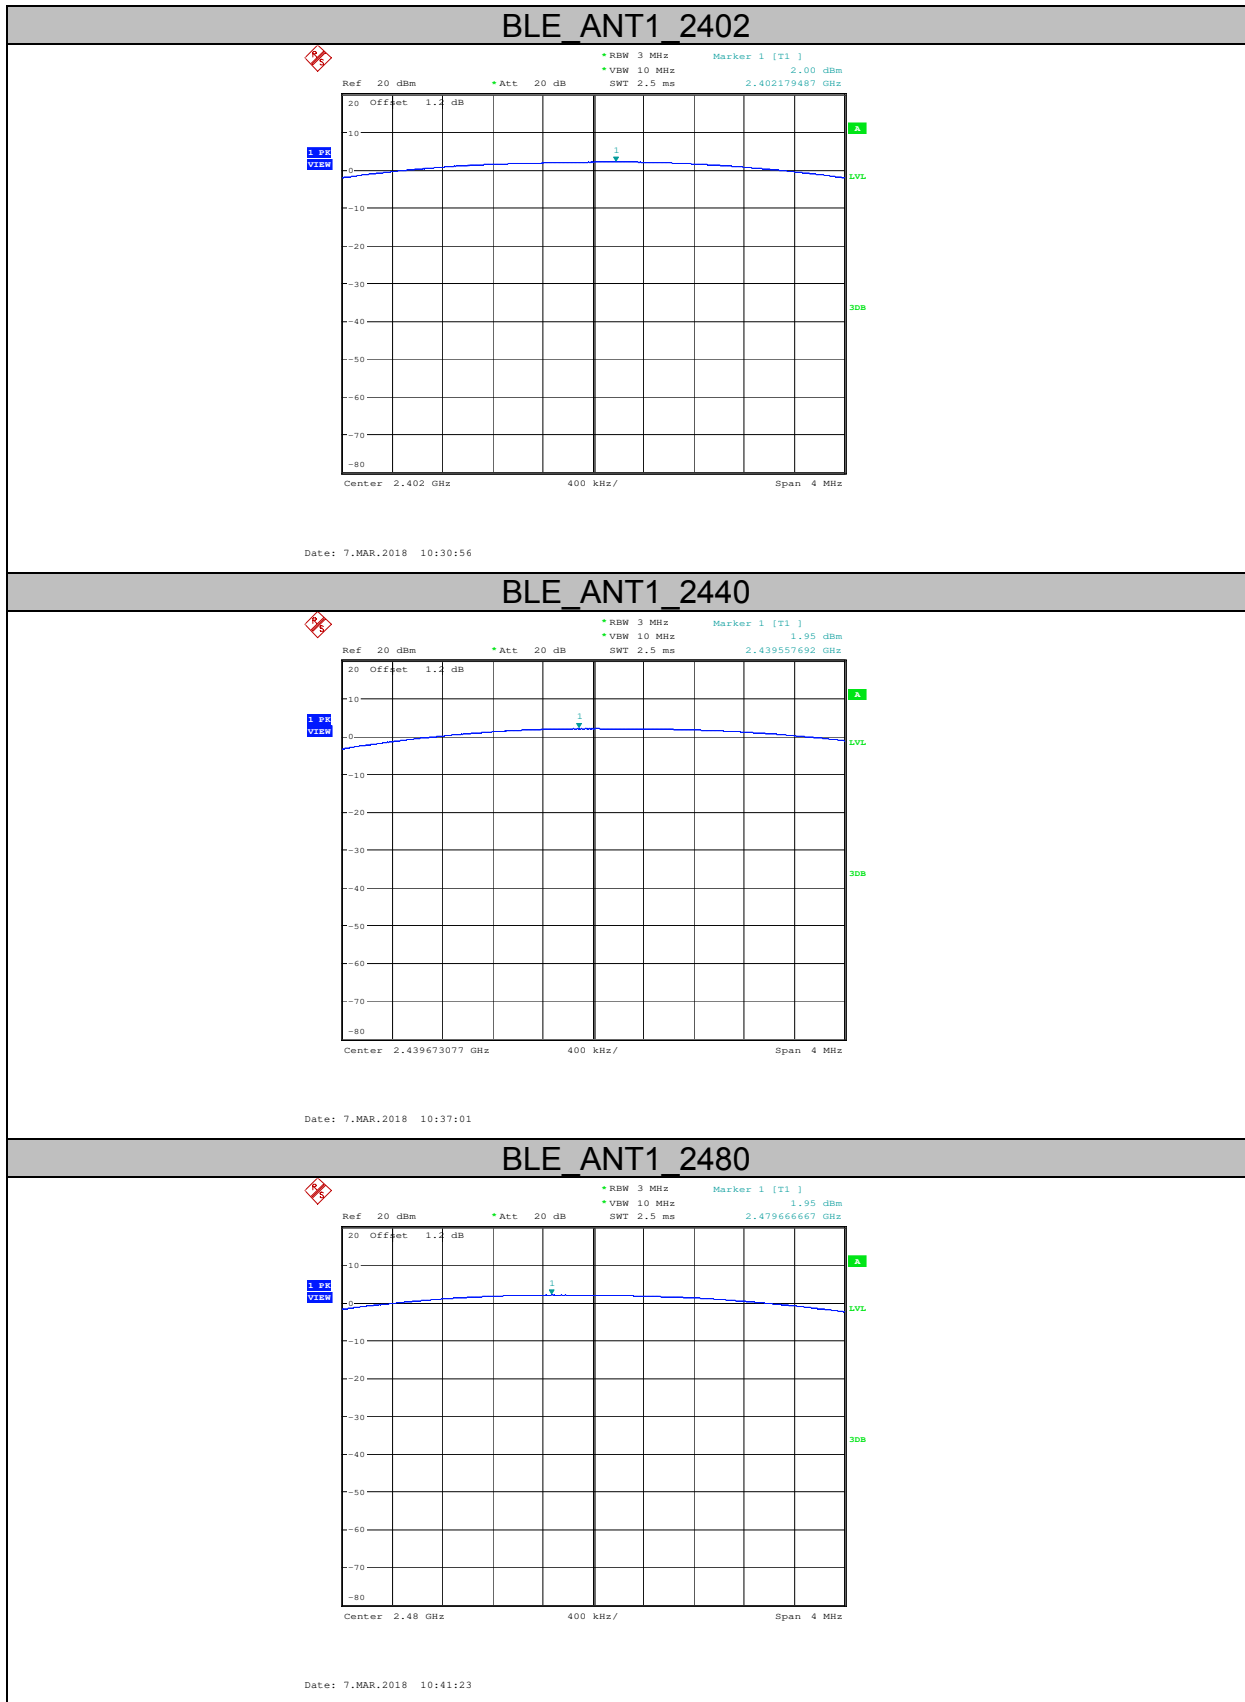 BLE_ANT1_2402
R S
*RBW 3 MHz Marker 1 [T1 ]
*VBW 10 MHz 2.00 dBm
Ref 20 dBm *Att 20 dB SWT 2.5 ms 2.402179487 GHz
20 Offset 1.2 dB
A
10
1 PK
VIEW
1
0
LVL
-10
-20
-30
3DB
-40
-50
-60
-70
-80
Center 2.402 GHz 400 kHz/ Span 4 MHz
Date: 7.MAR.2018 10:30:56
BLE_ANT1_2440
R S
*RBW 3 MHz Marker 1 [T1 ]
*VBW 10 MHz 1.95 dBm
Ref 20 dBm *Att 20 dB SWT 2.5 ms 2.439557692 GHz
20 Offset 1.2 dB
A
10
1 PK
VIEW
1
0
LVL
-10
-20
-30
3DB
-40
-50
-60
-70
-80
Center 2.439673077 GHz 400 kHz/ Span 4 MHz
Date: 7.MAR.2018 10:37:01
BLE_ANT1_2480
R S
*RBW 3 MHz Marker 1 [T1 ]
*VBW 10 MHz 1.95 dBm
Ref 20 dBm *Att 20 dB SWT 2.5 ms 2.479666667 GHz
20 Offset 1.2 dB
A
10
1 PK
VIEW
1
0
LVL
-10
-20
-30
3DB
-40
-50
-60
-70
-80
Center 2.48 GHz 400 kHz/ Span 4 MHz
Date: 7.MAR.2018 10:41:23